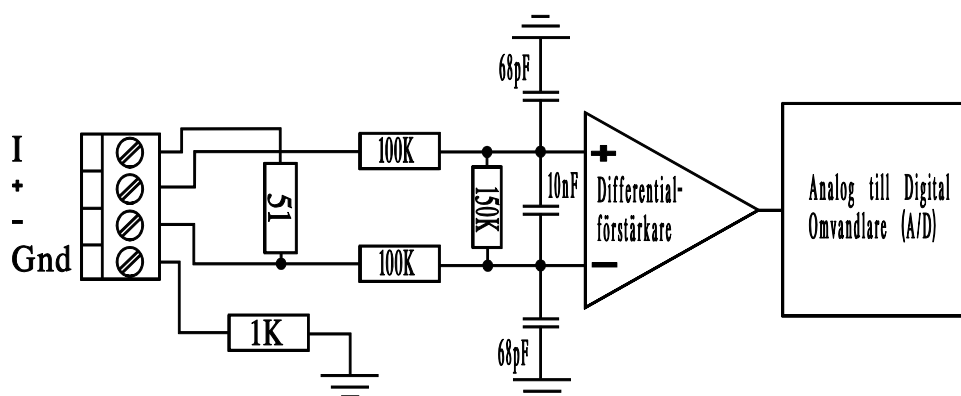 68pF
I
+
-
Gnd
100K
51
150K
10nF
100K
1K
68pF
+
Differential-
förstärkare
−
Analog till Digital
Omvandlare (A/D)